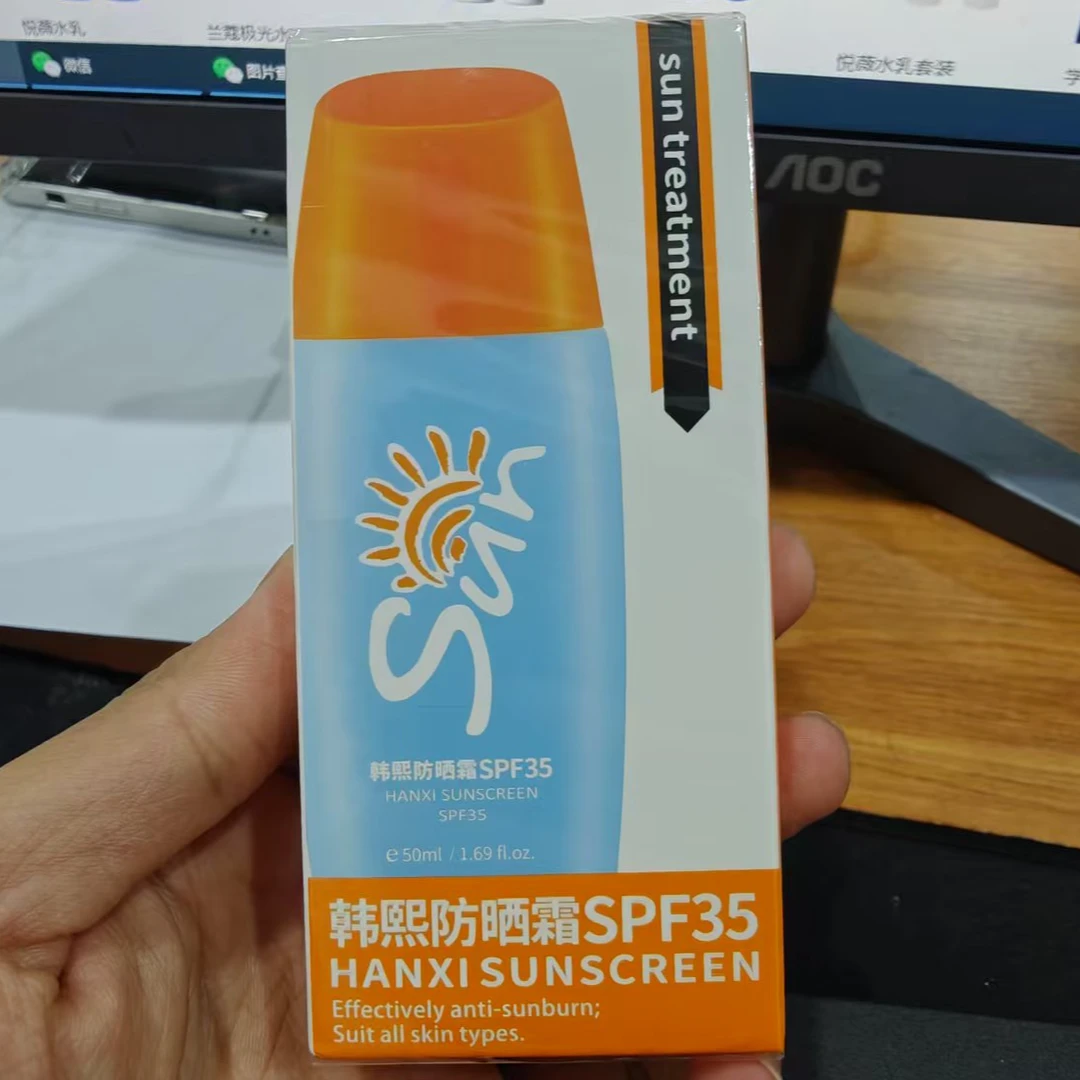 悦薇水乳
兰蔻极光水
微信
图片查
悦薇水乳套装
学
AOC
sun treatment
Sun
韩熙防晒霜SPF35
HANXI SUNSCREEN
SPF35
e 50ml / 1.69 fl.oz.
韩熙防晒霜SPF35
HANXI SUNSCREEN
Effectively anti-sunburn;
Suit all skin types.